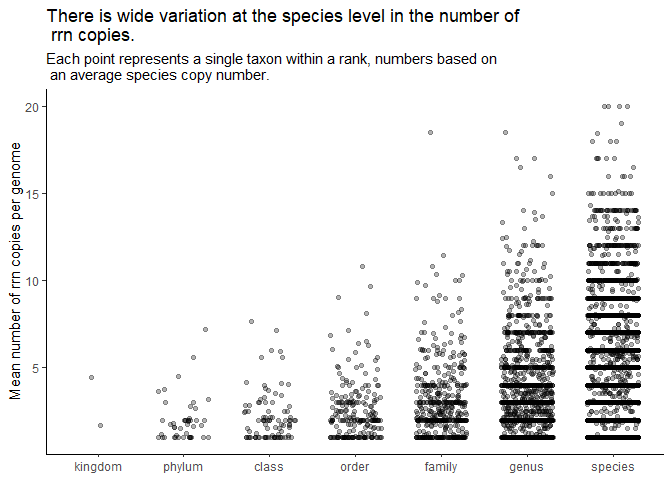 There is wide variation at the species level in the number of
rrn copies.
Each point represents a single taxon within a rank, numbers based on
an average species copy number.
20
15
10
5
Mean number of rrn copies per genome
kingdom phylum class order family genus species